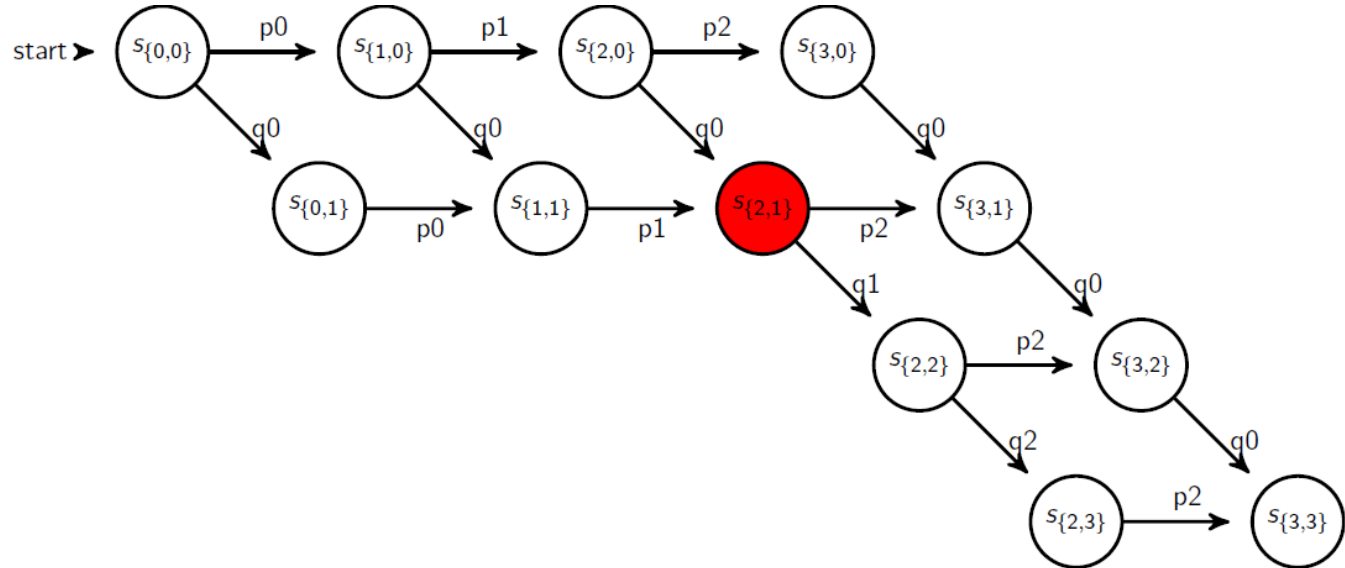 p0 p1 p2
start s{0,0} s{1,0} s{2,0} s{3,0}
q0 q0 q0 q0
s{0,1} s{1,1} s{2,1} s{3,1}
p0 p1 p2
q1 q0
p2
s{2,2} s{3,2}
q2 q0
p2
s{2,3} s{3,3}